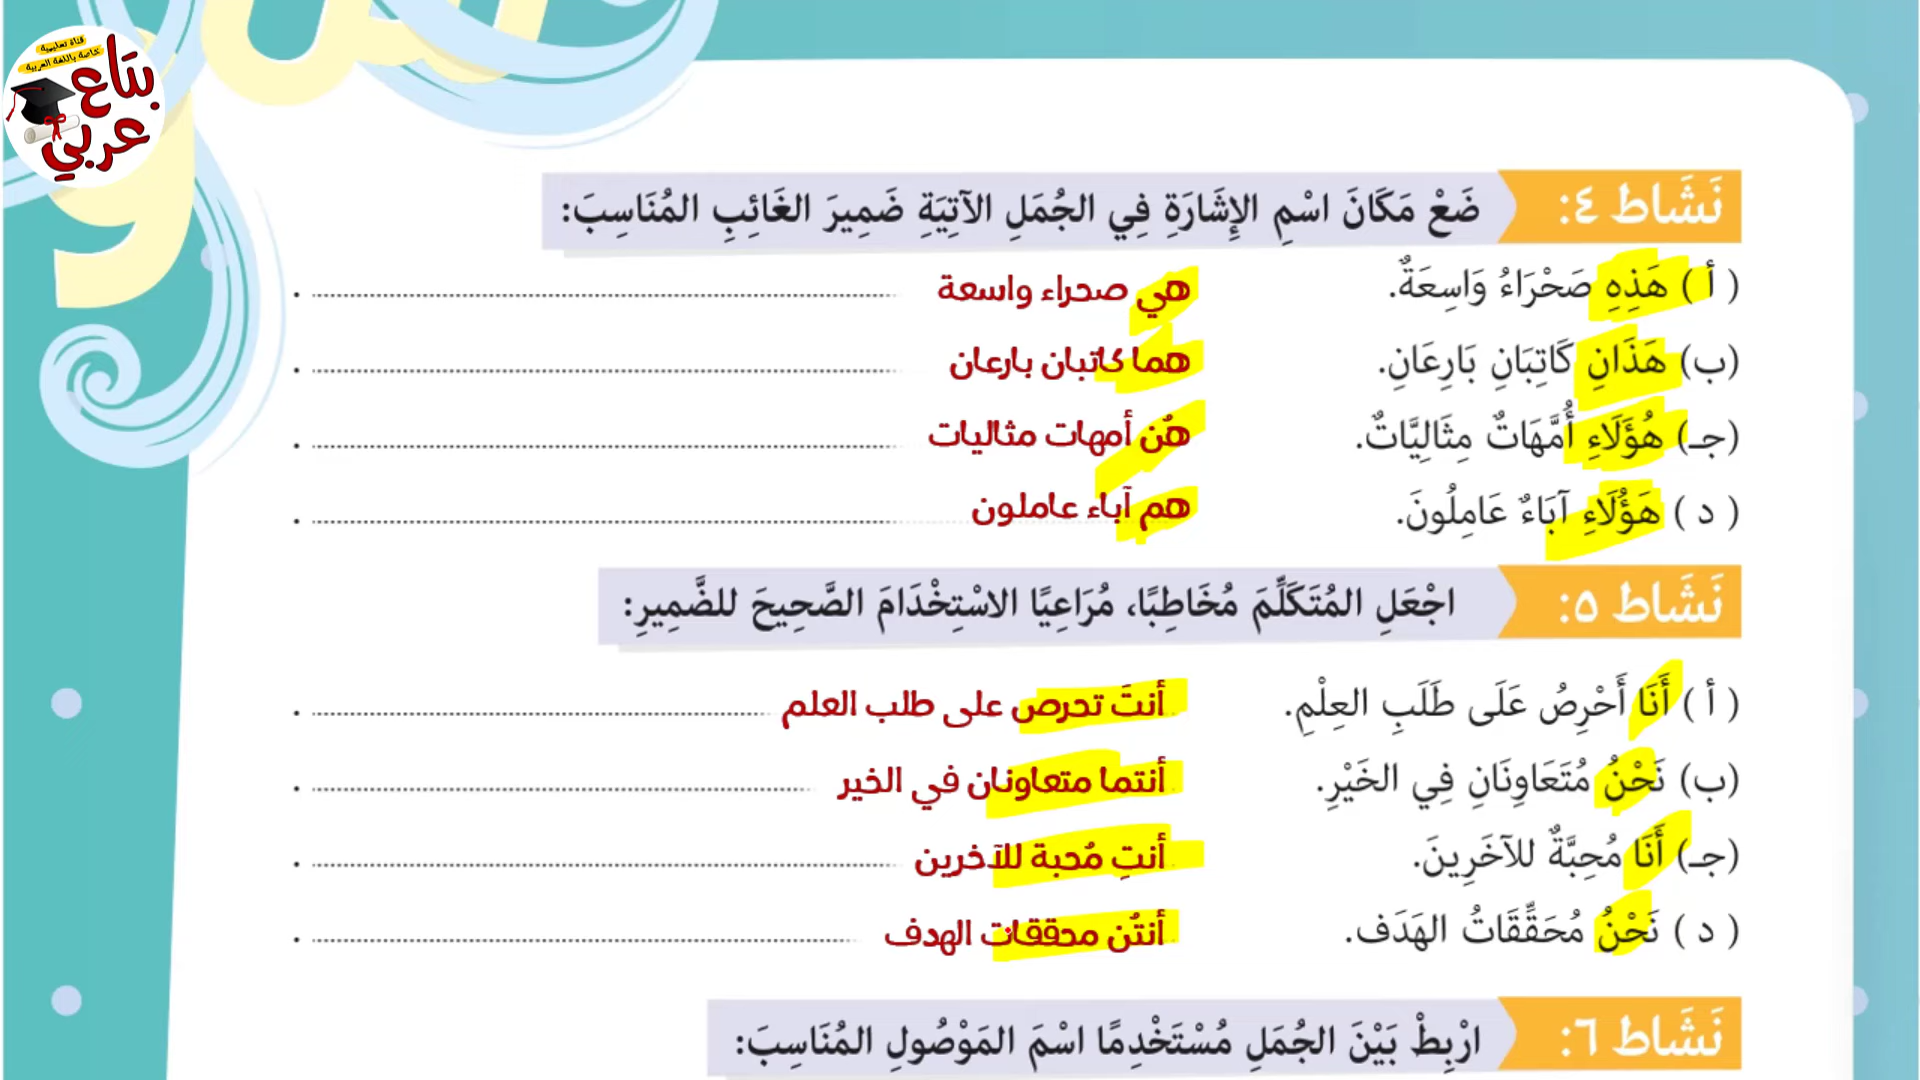 قناة تعليمية
خاصة باللغة العربية
بتاع
عربي
نَشَاط ٤: ضَعْ مَكَانَ اسْمِ الإِشَارَةِ فِي الجُمَلِ الآتِيَةِ ضَمِيرَ الغَائِبِ المُنَاسِبَ:
( أ ) هَذِهِ صَحْرَاءُ وَاسِعَةٌ. هي صحراء واسعة
(ب) هَذَانِ كَاتِبَانِ بَارِعَانِ. هما كاتبان بارعان
(جـ) هُؤَلَاءِ أُمَّهَاتٌ مِثَالِيَّاتٌ. هُن أمهات مثاليات
( د ) هَؤُلَاءِ آبَاءٌ عَامِلُونَ. هم آباء عاملون
نَشَاط ٥: اجْعَلِ المُتَكَلِّمَ مُخَاطِبًا، مُرَاعِيًا الاسْتِخْدَامَ الصَّحِيحَ للضَّمِيرِ:
( أ ) أَنَا أَحْرِصُ عَلَى طَلَبِ العِلْمِ. أنتَ تحرص على طلب العلم
(ب) نَحْنُ مُتَعَاوِنَانِ فِي الخَيْرِ. أنتما متعاونان في الخير
(جـ) أَنَا مُحِبَّةٌ للآخَرِينَ. أنتِ مُحبة للآخرين
( د ) نَحْنُ مُحَقِّقَاتُ الهَدَف. أنتُن محققات الهدف
نَشَاط ٦: ارْبِطْ بَيْنَ الجُمَلِ مُسْتَخْدِمًا اسْمَ المَوْصُولِ المُنَاسِبَ: